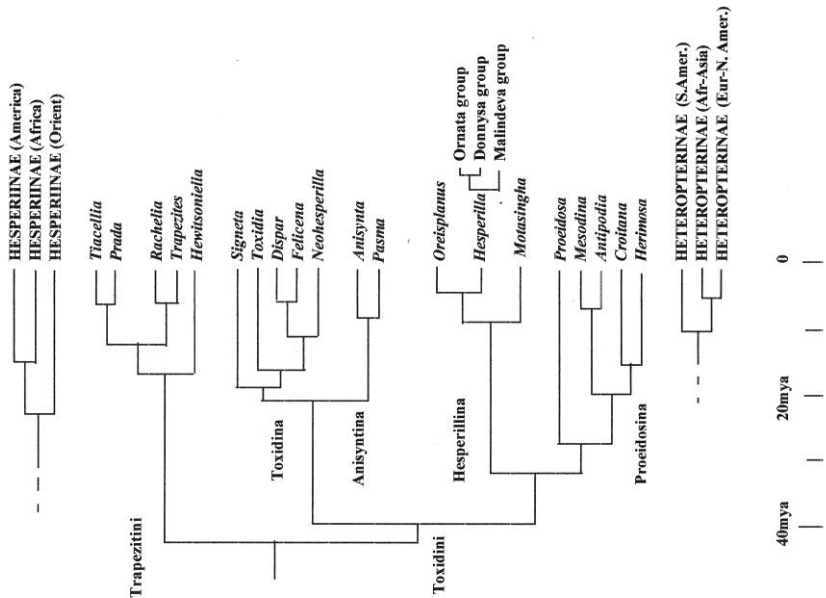 HESPERIINAE (America)
HESPERIINAE (Africa)
HESPERIINAE (Orient)
Tiacellia
Prada
Rachelia
Trapezites
Hewitsoniella
Trapezitini
Signeta
Toxidia
Dispar
Felicena
Neohesperilla
Toxidina
Anisynta
Pasma
Anisyntina
Toxidini
Oreisplanus
Hesperilla
Motasingha
Ornata group
Donnysa group
Malindeva group
Hesperillina
Proeidosa
Mesodina
Antipodia
Croitana
Herimosa
Proeidosina
HETEROPTERINAE (S.Amer.)
HETEROPTERINAE (Afr-Asia)
HETEROPTERINAE (Eur-N. Amer.)
40mya
20mya
0